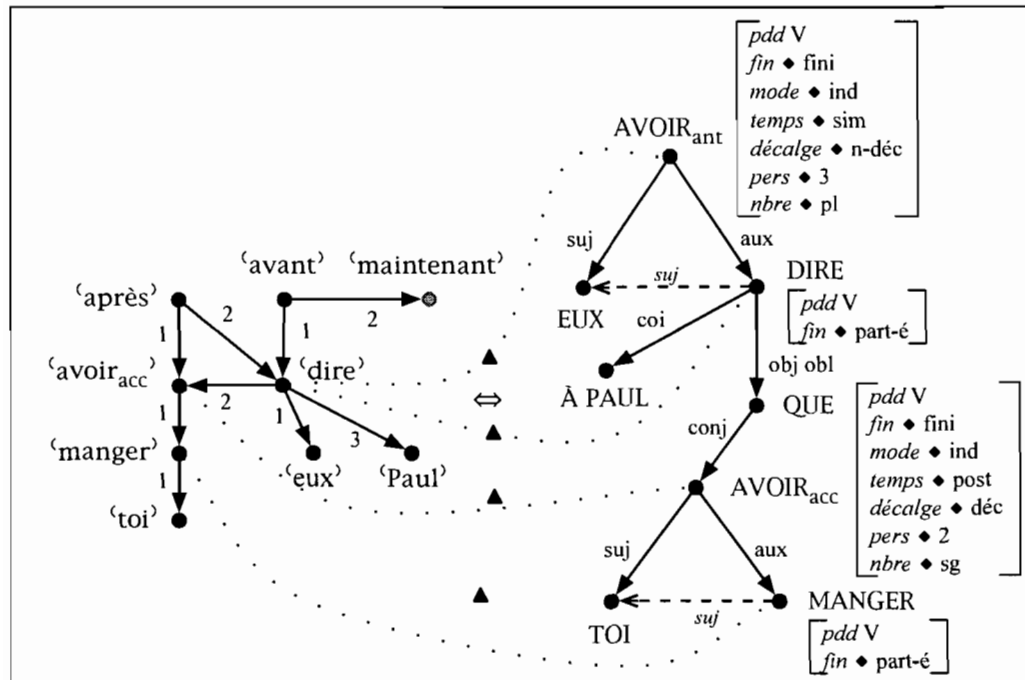 pdd V
fin ◆ fini
mode ◆ ind
temps ◆ sim
décalge ◆ n-déc
pers ◆ 3
nbre ◆ pl
AVOIRant
suj
aux
‘avant’ ‘maintenant’
‘après’
2
1
2
1
suj
DIRE
EUX
coi
pdd V
fin ◆ part-é
‘avoiracc’
2
‘dire’
obj obl
⇔
À PAUL
QUE
1
1
3
conj
pdd V
fin ◆ fini
mode ◆ ind
temps ◆ post
décalge ◆ déc
pers ◆ 2
nbre ◆ sg
‘manger’
‘eux’
‘Paul’
1
AVOIRacc
‘toi’
suj
aux
suj
TOI
MANGER
pdd V
fin ◆ part-é